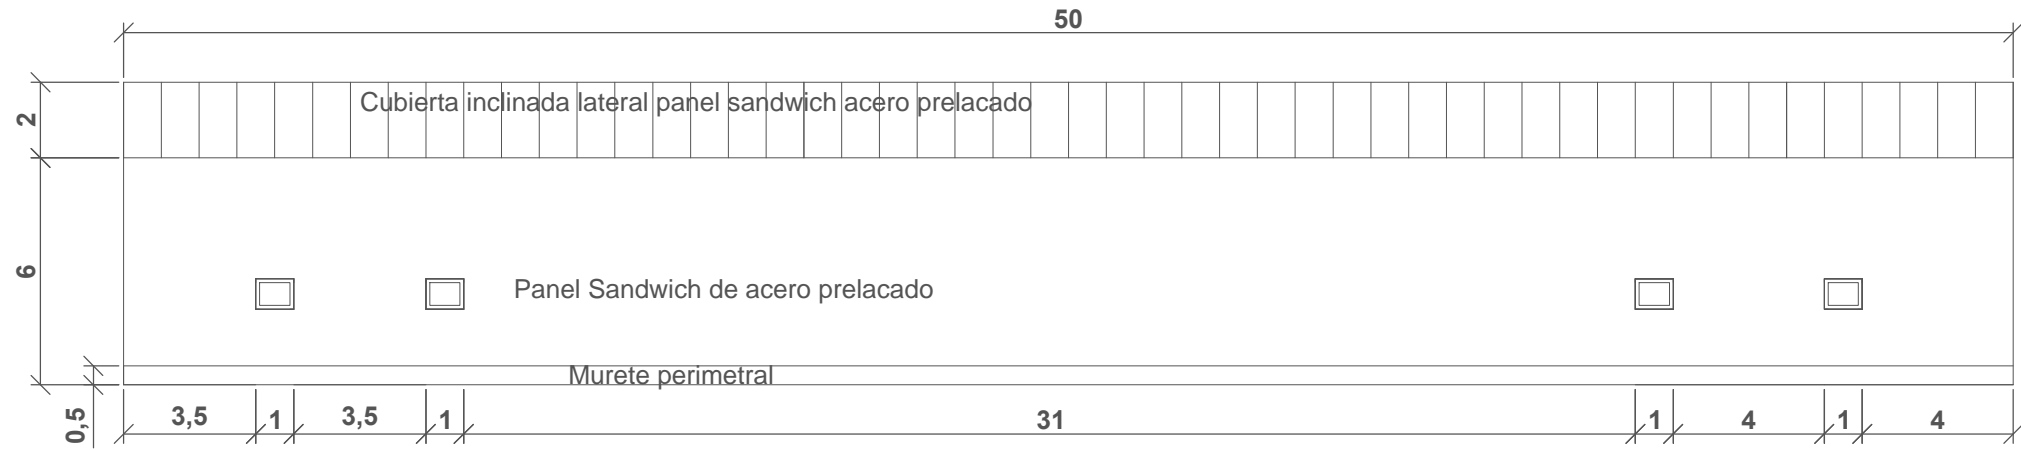 50
Cubierta inclinada lateral panel sandwich acero prelacado
2
6
Panel Sandwich de acero prelacado
Murete perimetral
0,5
3,5 1 3,5 1 31 1 4 1 4